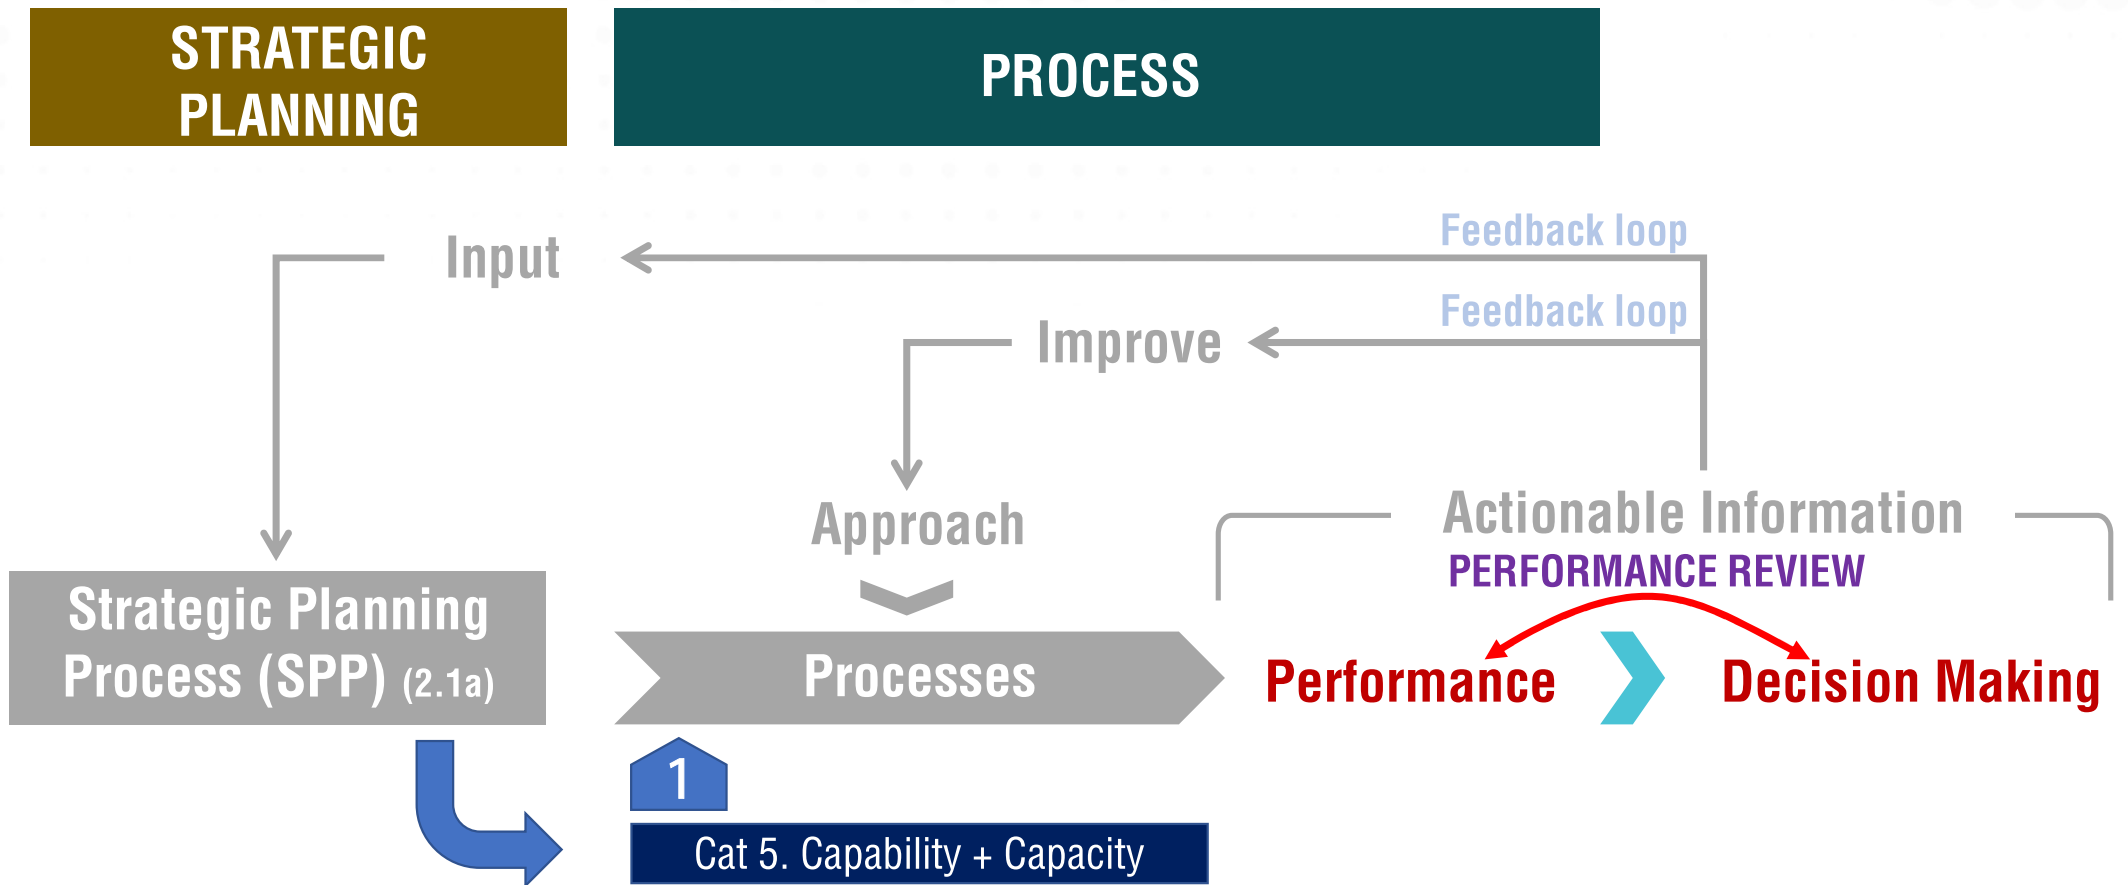 STRATEGIC
PLANNING
PROCESS
Feedback loop
Input
Feedback loop
Improve
Approach
Actionable Information
PERFORMANCE REVIEW
Strategic Planning
Process (SPP) (2.1a)
Processes
Performance
Decision Making
1
Cat 5. Capability + Capacity